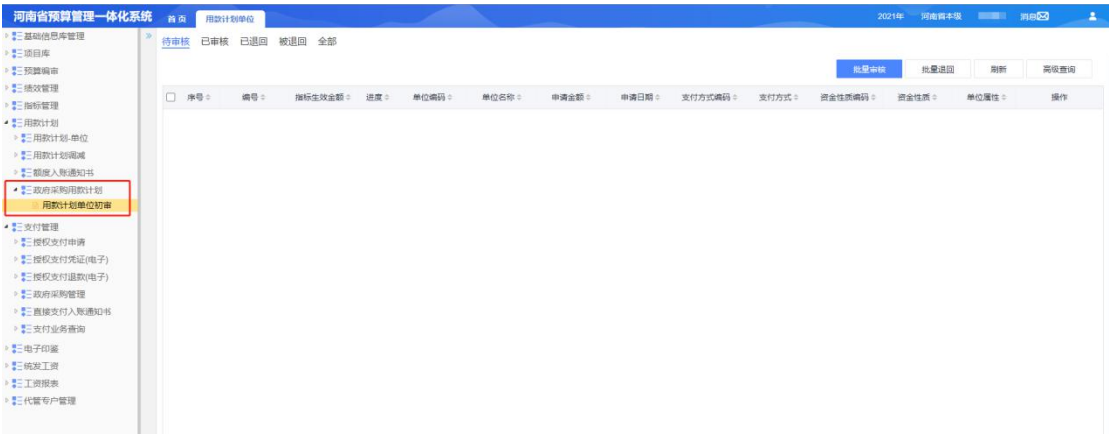 河南省预算管理一体化系统 首页 用款计划单位 2021年 河南省本级 消息
基础信息库管理
项目库
预算编审
绩效管理
指标管理
用款计划
用款计划-单位
用款计划调减
额度入账通知书
政府采购用款计划
用款计划单位初审
支付管理
授权支付申请
授权支付凭证(电子)
授权支付退款(电子)
政府采购管理
直接支付入账通知书
支付业务查询
电子印鉴
统发工资
工资报表
代管专户管理
待审核 已审核 已退回 被退回 全部
批量审核 批量退回 刷新 高级查询
序号 编号 指标生效金额 进度 单位编码 单位名称 申请金额 申请日期 支付方式编码 支付方式 资金性质编码 资金性质 单位属性 操作